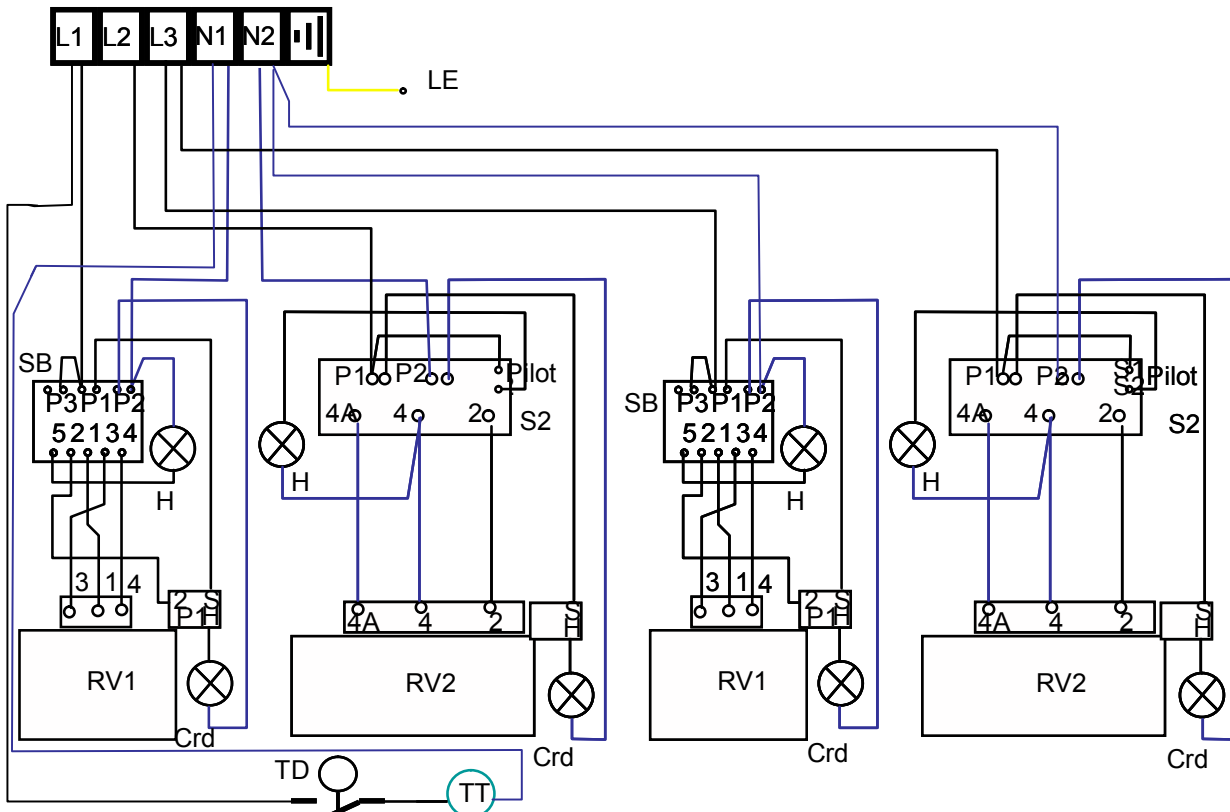 L1 L2 L3 N1 N2
LE
SB P3 P1 P2
5 2 1 3 4
H
3 1 4
2 S
P1 H
RV1
Crd
P1 P2 Pilot
4A 4 2 S2
H
4A 4 2
S
H
RV2
Crd
SB P3 P1 P2
5 2 1 3 4
H
3 1 4
2 S
P1 H
RV1
Crd
P1 P2 S1 Pilot
S2
4A 4 2 S2
H
4A 4 2
S
H
RV2
Crd
TD
TT